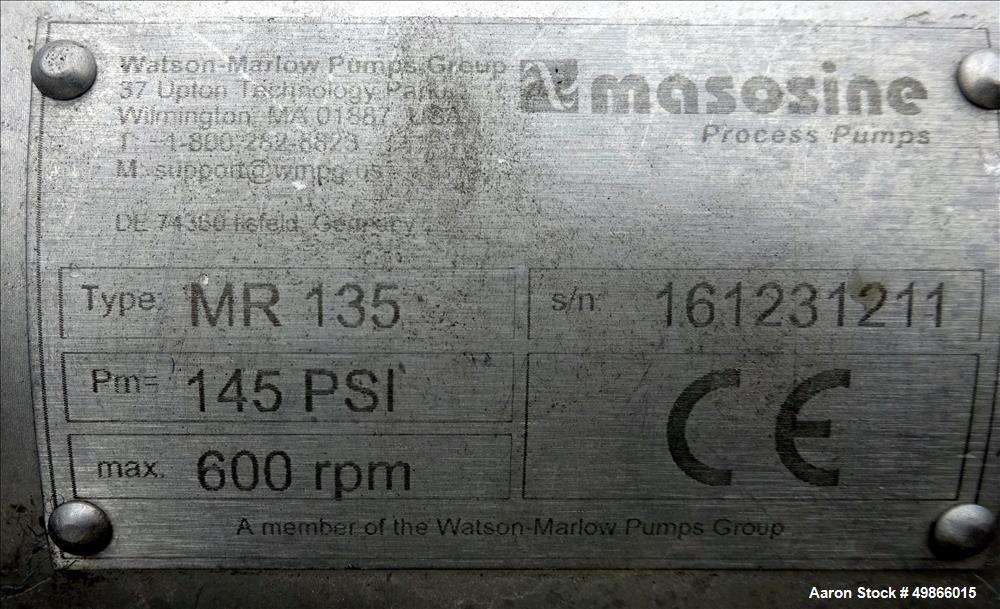 Watson-Marlow Pumps Group
37 Upton Technology Park
Wilmington, MA 01887, USA
T: +1-800-282-8823
M: support@wmpg.us
DE 74360 Ilsfeld, Germany
masosine
Process Pumps
Type: MR 135
s/n: 161231211
Pm= 145 PSI
CE
max. 600 rpm
A member of the Watson-Marlow Pumps Group
Aaron Stock # 49866015